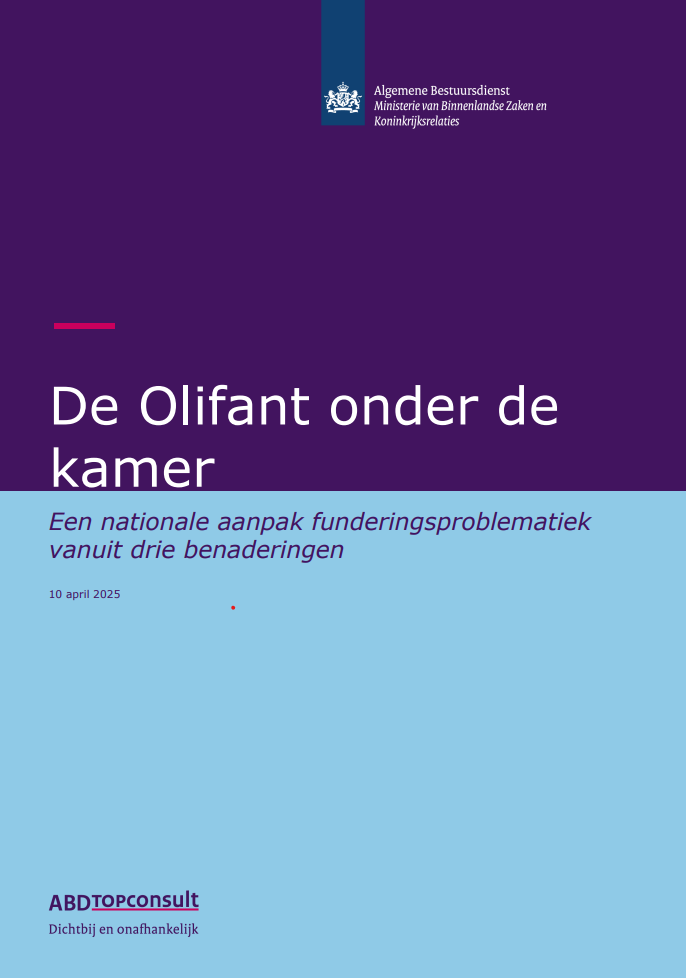 Algemene Bestuursdienst
Ministerie van Binnenlandse Zaken en
Koninkrijksrelaties
De Olifant onder de
kamer
Een nationale aanpak funderingsproblematiek
vanuit drie benaderingen
10 april 2025
ABDTOPconsult
Dichtbij en onafhankelijk